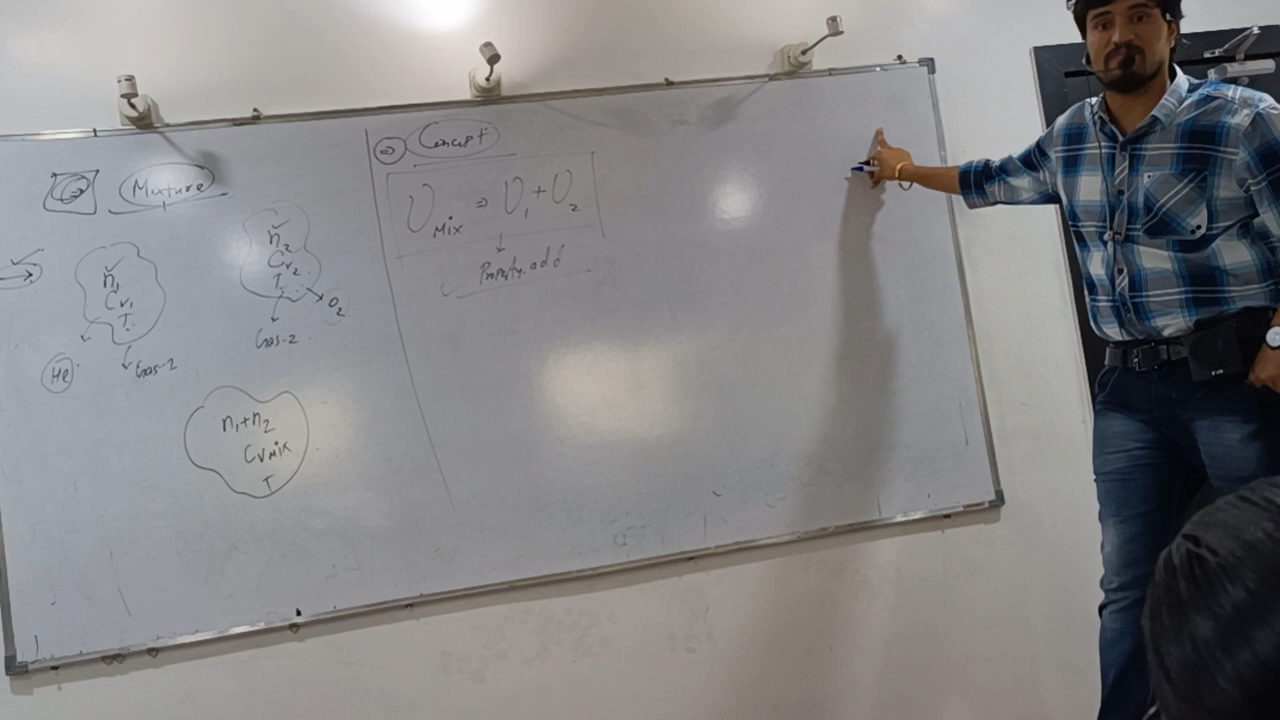 Mixture
n₁
Cv₁
T
He
Gas-2
n₂
Cv₂
T
O₂
Gas-2
n₁+n₂
Cv Mix
T
⇒ Concept
U Mix ⇒ U₁+U₂
↓
Property add